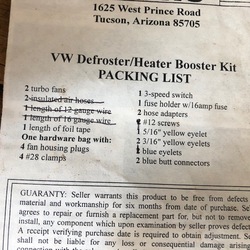 1625 West Prince Road
Tucson, Arizona 85705
VW Defroster/Heater Booster Kit
PACKING LIST
2 turbo fans
2 insulated air hoses
1 length of 12 gauge wire
1 length of 16 gauge wire
1 length of foil tape
One hardware bag with:
4 fan housing plugs
4 #28 clamps
1 3-speed switch
1 fuse holder w/16amp fuse
2 hose adapters
#12 screws
1 5/16" yellow eyelet
2 3/16" yellow eyelets
blue eyelets
2 blue butt connectors
GUARANTY: Seller warrants this product to be free from defects
material and workmanship for six months from date of purchase. S
agrees to repair or furnish a replacement part for, but not to remove
install, any component which upon examination by seller proves defect
A receipt verifying purchase date is required to obtain adjustment. S
shall not be liable for any loss or consequential damage arising